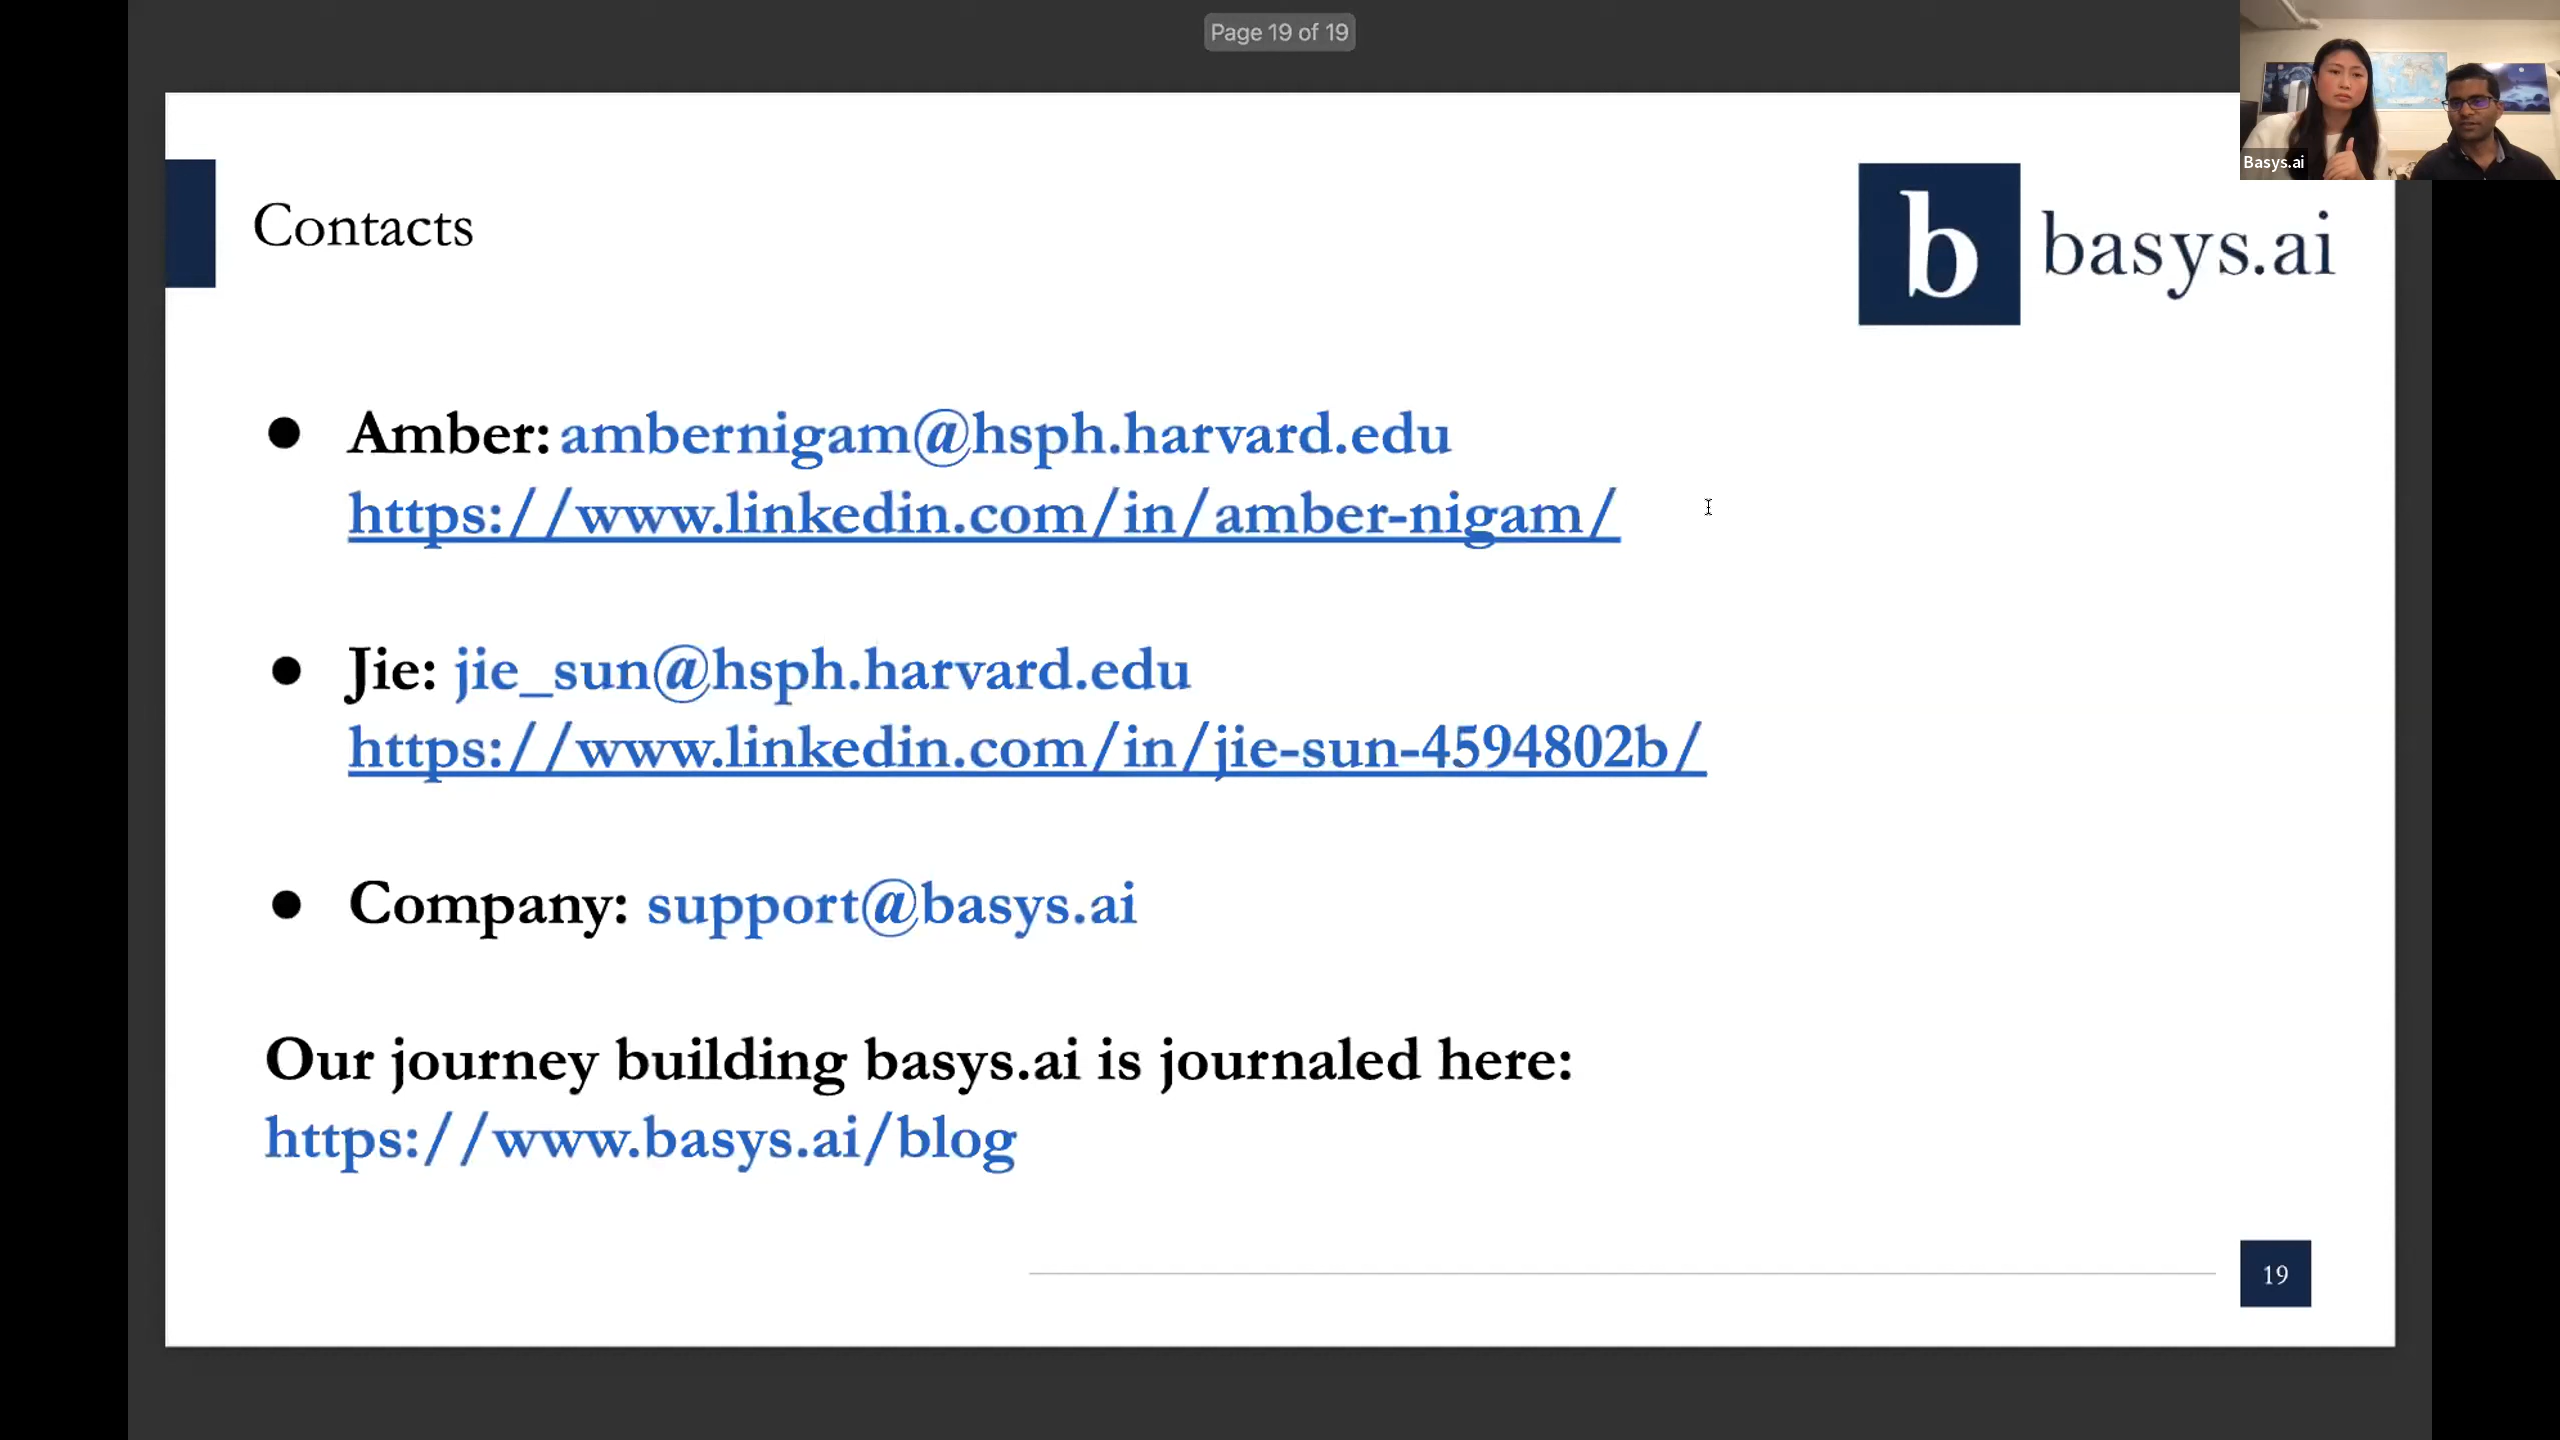 Page 19 of 19
Basys.ai
Contacts
b basys.ai
● Amber: ambernigam@hsph.harvard.edu
https://www.linkedin.com/in/amber-nigam/
● Jie: jie_sun@hsph.harvard.edu
https://www.linkedin.com/in/jie-sun-4594802b/
● Company: support@basys.ai
Our journey building basys.ai is journaled here:
https://www.basys.ai/blog
19